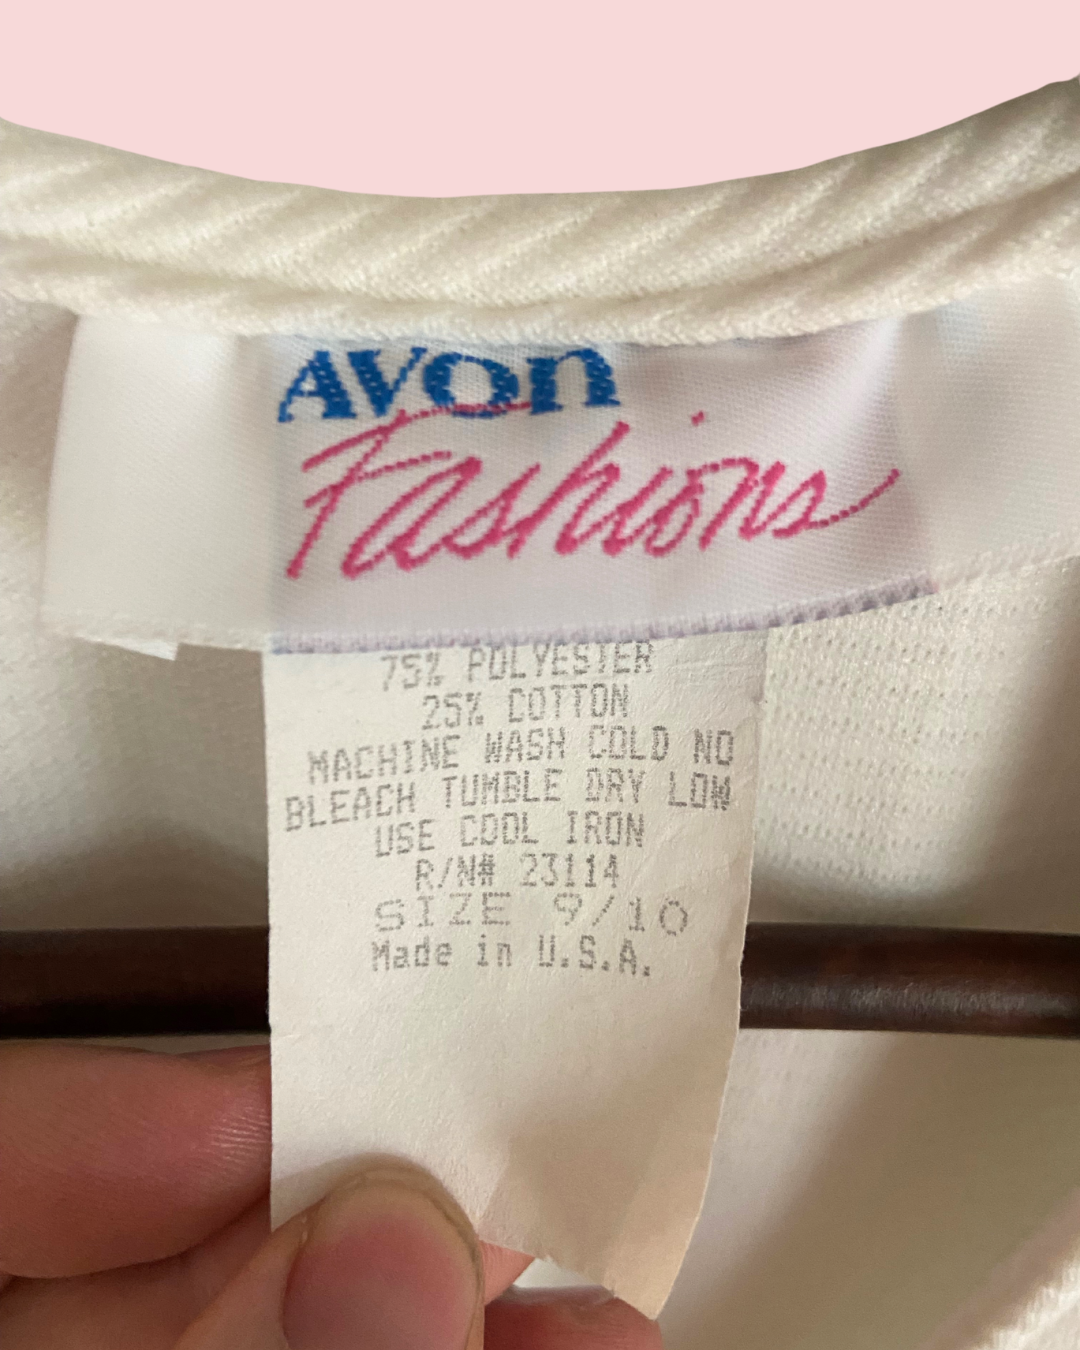 AVON
Fashions
75% POLYESTER
25% COTTON
MACHINE WASH COLD NO
BLEACH TUMBLE DRY LOW
USE COOL IRON
R/N# 23114
SIZE 9/10
Made in U.S.A.